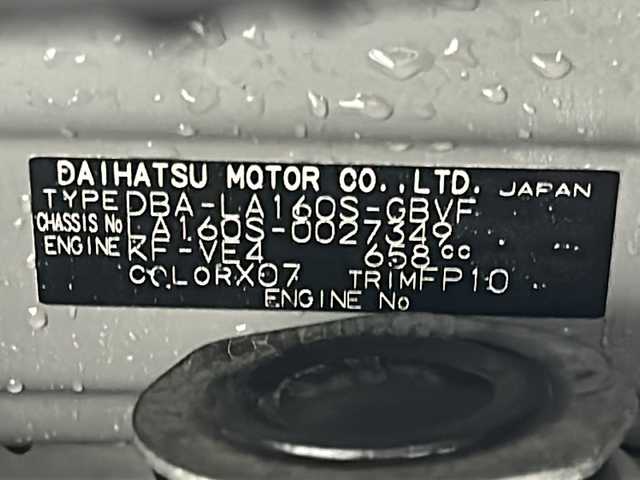 DAIHATSU MOTOR CO.,LTD. JAPAN
TYPE DBA-LA160S-GBVF
CHASSIS No LA160S-0027349
ENGINE KF-VE4 658cc
COLOR X07 TRIM FP10
ENGINE No